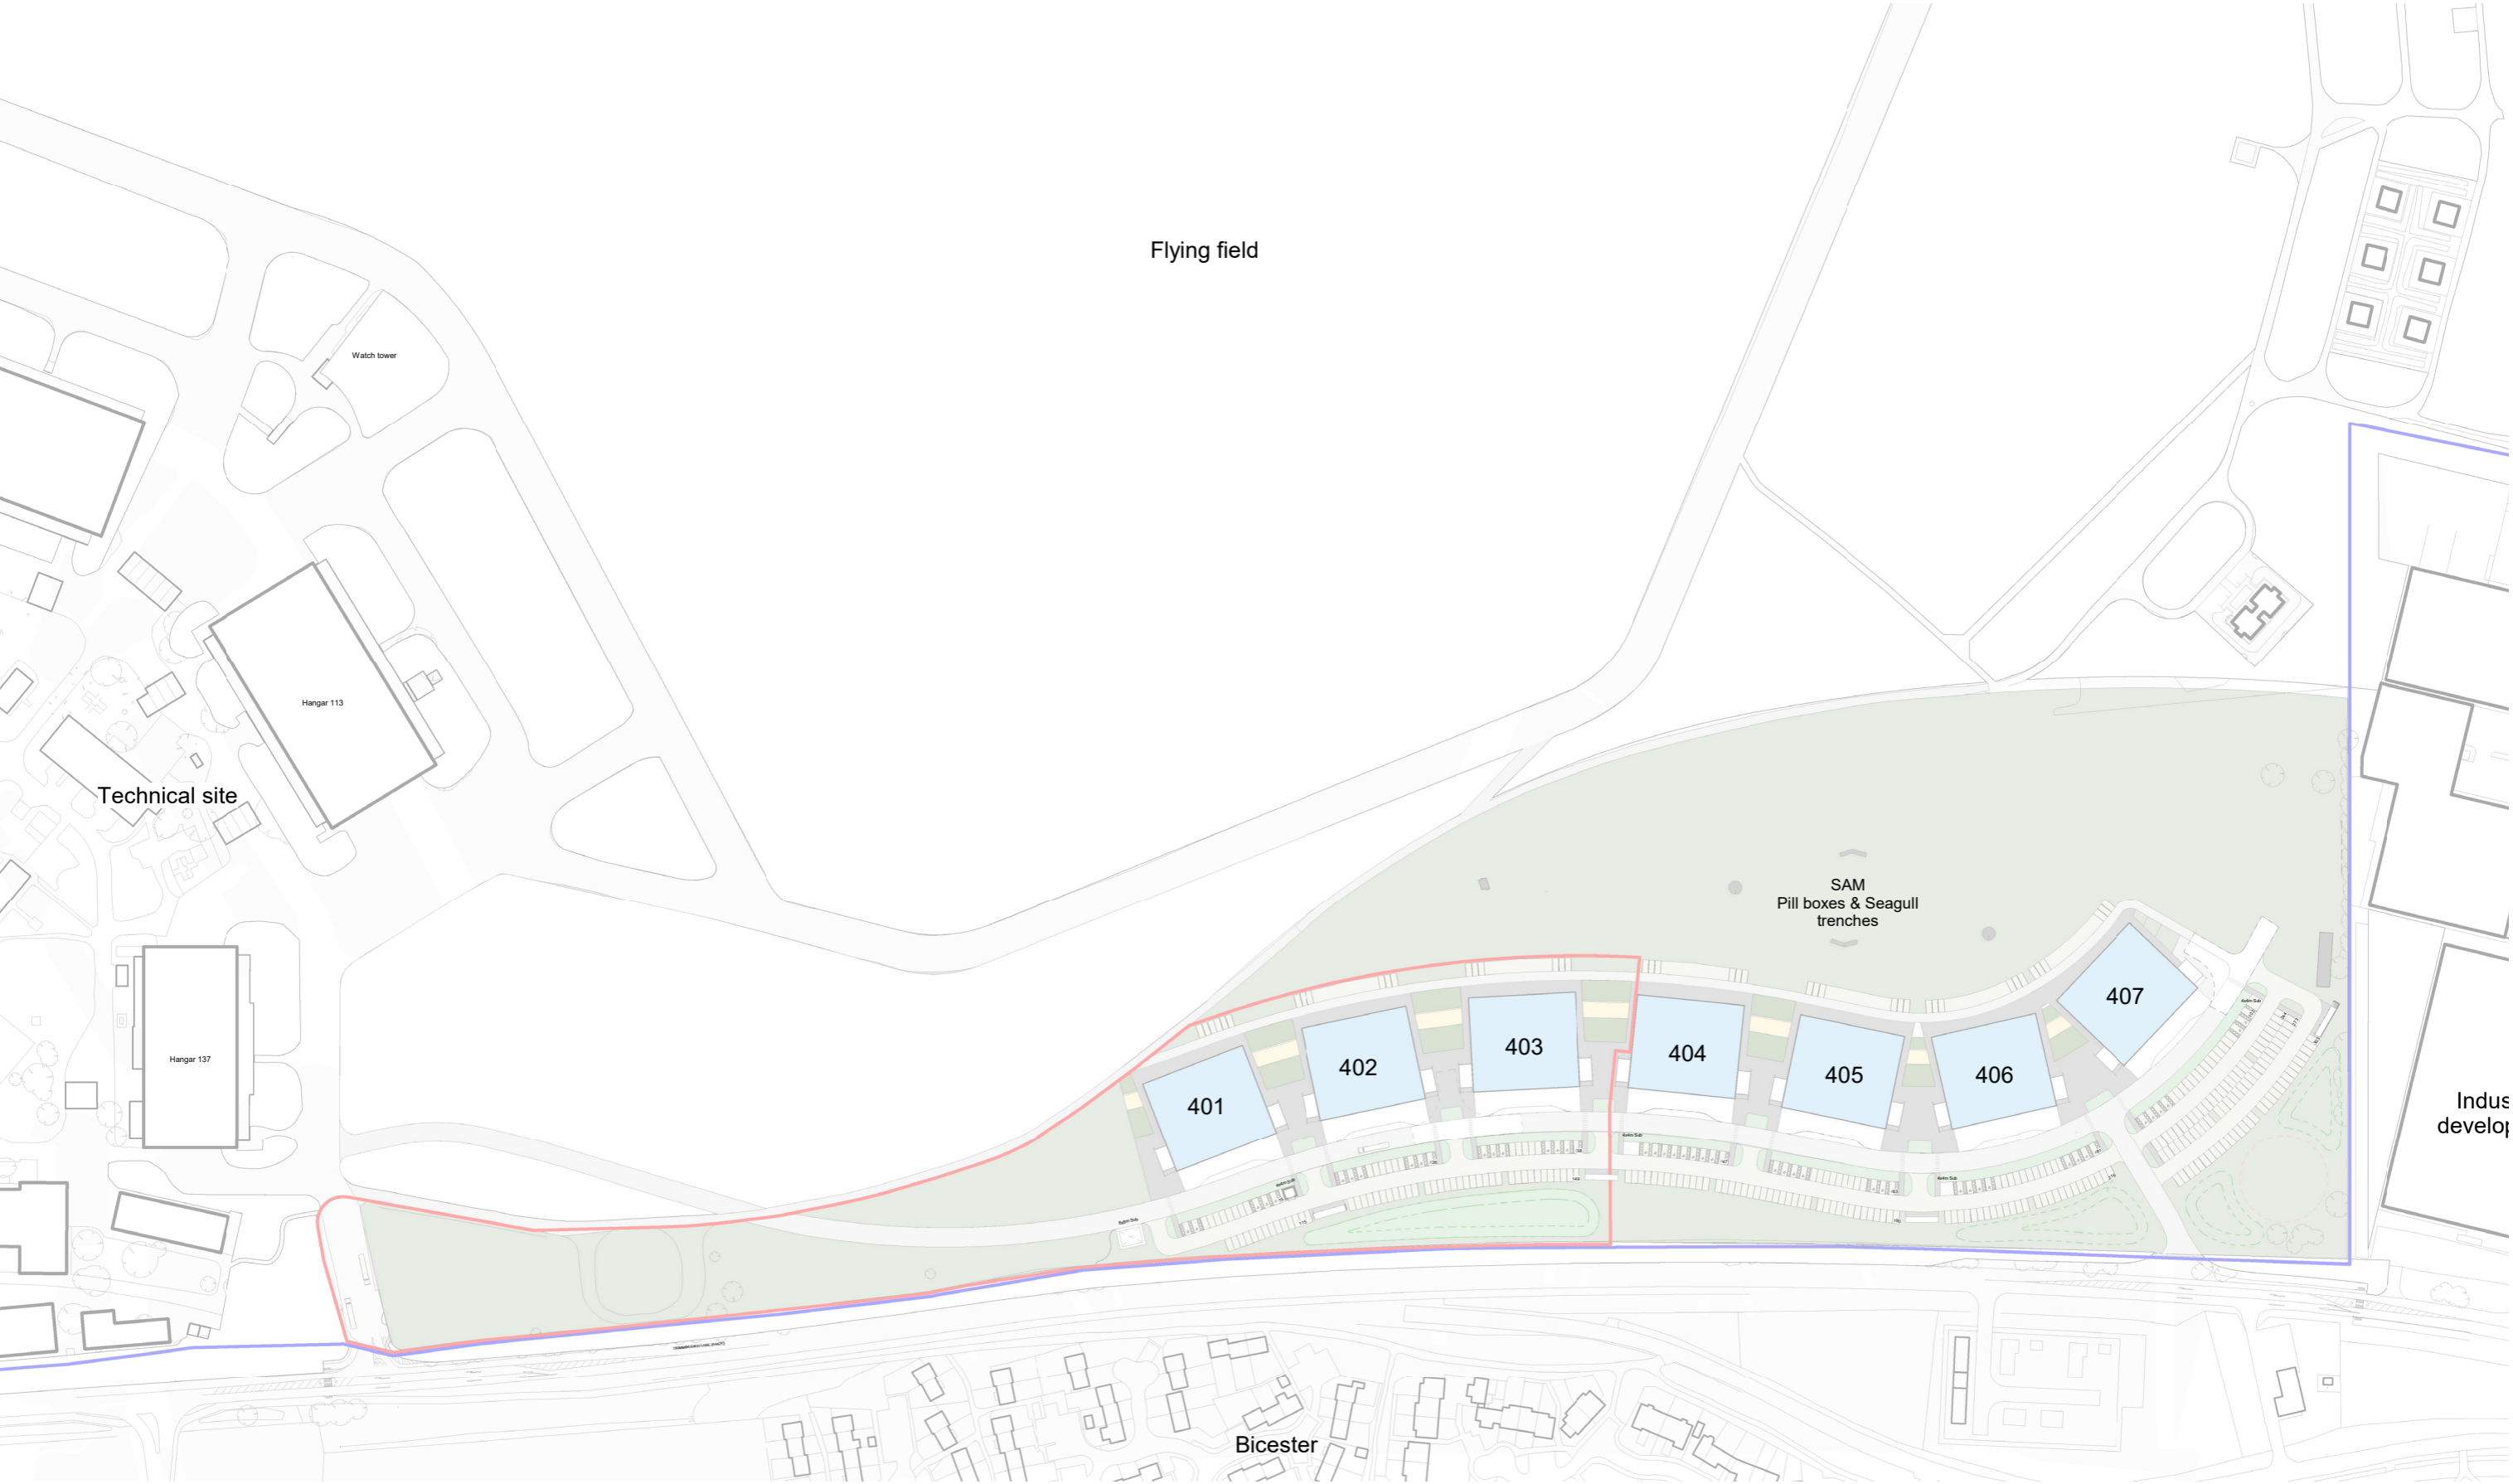 Flying field
Watch tower
Hangar 113
Technical site
SAM
Pill boxes & Seagull
trenches
407
403
404
402
405
406
401
Hangar 137
Indus
develop
Bicester